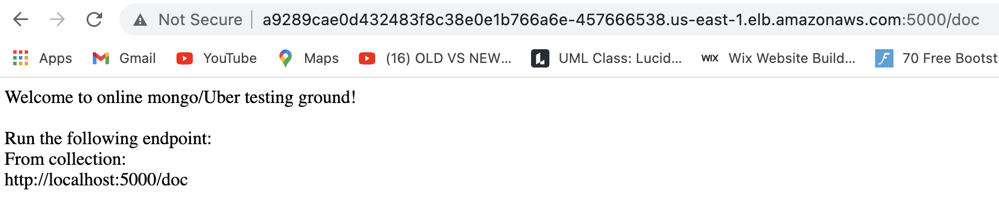 Not Secure a9289cae0d432483f8c38e0e1b766a6e-457666538.us-east-1.elb.amazonaws.com:5000/doc
Apps Gmail YouTube Maps (16) OLD VS NEW... UML Class: Lucid... WIX Wix Website Build... 70 Free Bootst
Welcome to online mongo/Uber testing ground!
Run the following endpoint:
From collection:
http://localhost:5000/doc